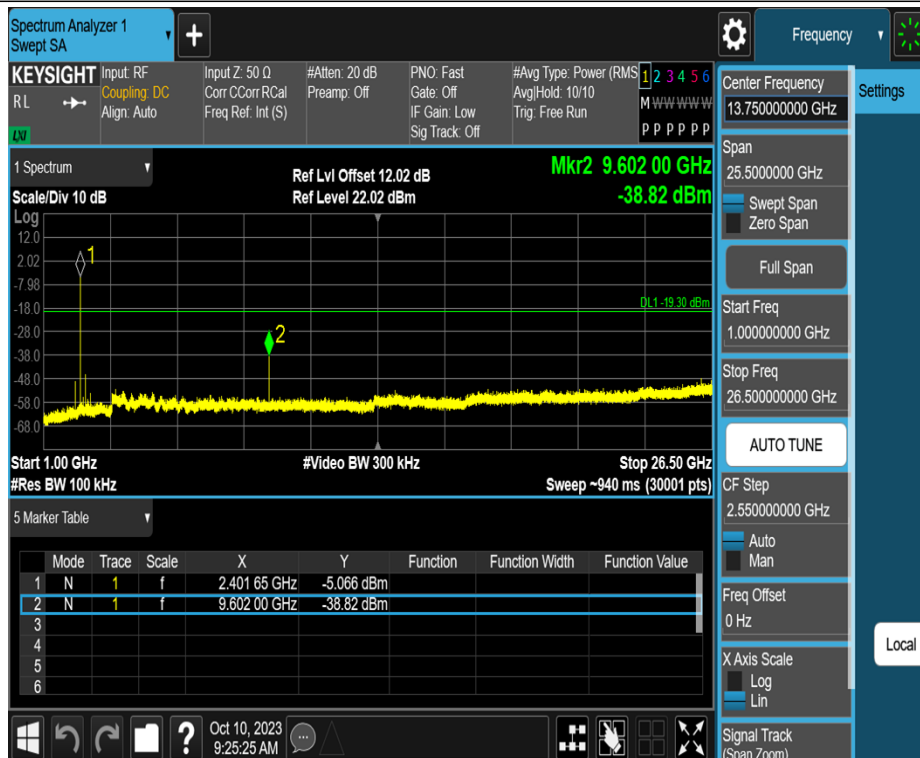 Spectrum Analyzer 1
Swept SA
Frequency
KEYSIGHT
RL
LXI
Input: RF
Coupling: DC
Align: Auto
Input Z: 50 Ω
Corr CCorr RCal
Freq Ref: Int (S)
#Atten: 20 dB
Preamp: Off
PNO: Fast
Gate: Off
IF Gain: Low
Sig Track: Off
#Avg Type: Power (RMS
Avg|Hold: 10/10
Trig: Free Run
1 2 3 4 5 6
M W W W W W
P P P P P P
1 Spectrum
Scale/Div 10 dB
Ref Lvl Offset 12.02 dB
Ref Level 22.02 dBm
Mkr2 9.602 00 GHz
-38.82 dBm
Log
12.0
2.02
-7.98
-18.0
-28.0
-38.0
-48.0
-58.0
-68.0
1
2
DL1 -19.30 dBm
Start 1.00 GHz
#Res BW 100 kHz
#Video BW 300 kHz
Stop 26.50 GHz
Sweep ~940 ms (30001 pts)
5 Marker Table
Mode Trace Scale X Y Function Function Width Function Value
1 N 1 f 2.401 65 GHz -5.066 dBm
2 N 1 f 9.602 00 GHz -38.82 dBm
3
4
5
6
Oct 10, 2023
9:25:25 AM
Center Frequency
13.750000000 GHz
Span
25.5000000 GHz
Swept Span
Zero Span
Full Span
Start Freq
1.000000000 GHz
Stop Freq
26.500000000 GHz
AUTO TUNE
CF Step
2.550000000 GHz
Auto
Man
Freq Offset
0 Hz
X Axis Scale
Log
Lin
Signal Track
(Span Zoom)
Settings
Local